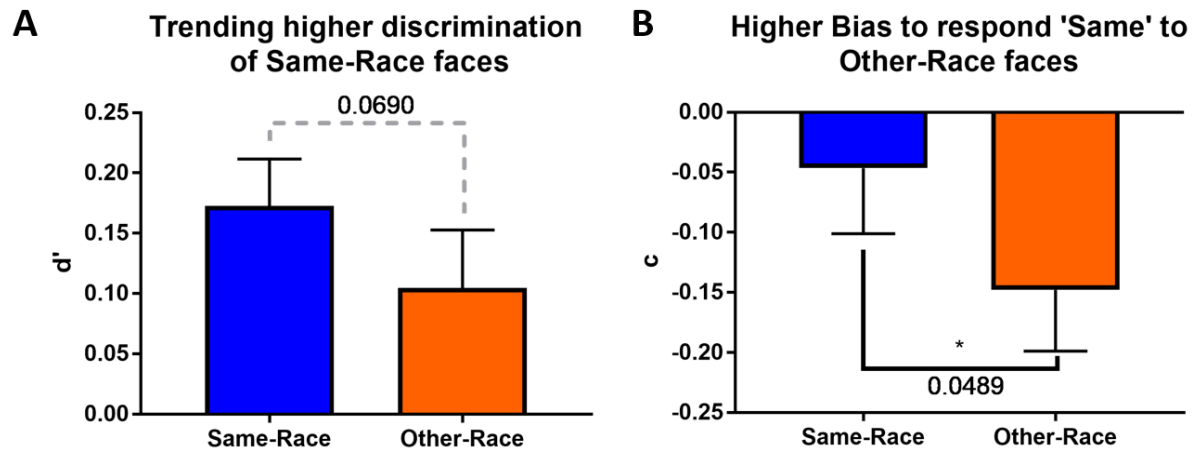 A
Trending higher discrimination
of Same-Race faces
0.0690
0.25
0.20
0.15
0.10
0.05
0.00
d'
Same-Race
Other-Race
B
Higher Bias to respond 'Same' to
Other-Race faces
0.00
-0.05
-0.10
-0.15
-0.20
-0.25
c
*
0.0489
Same-Race
Other-Race